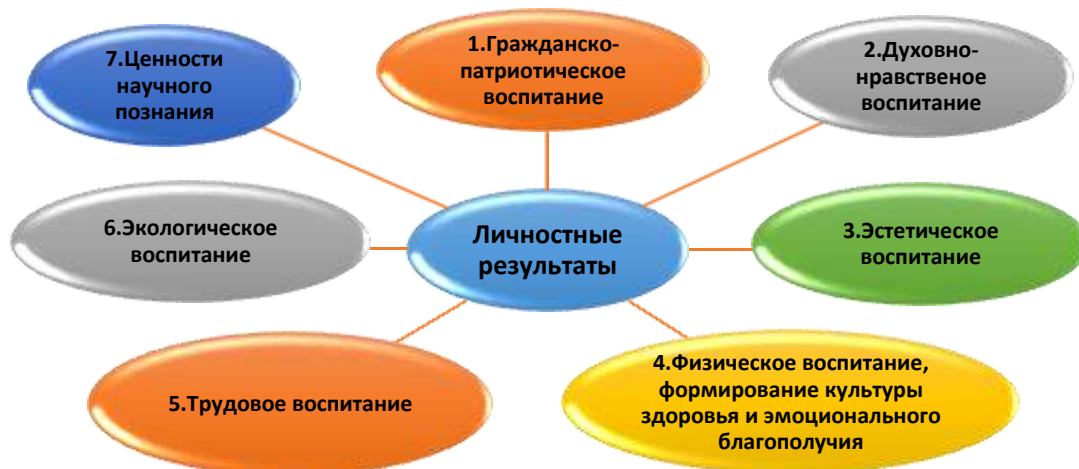 1.Гражданско-
патриотическое
воспитание
2.Духовно-
нравственое
воспитание
3.Эстетическое
воспитание
4.Физическое воспитание,
формирование культуры
здоровья и эмоционального
благополучия
5.Трудовое воспитание
6.Экологическое
воспитание
7.Ценности
научного
познания
Личностные
результаты